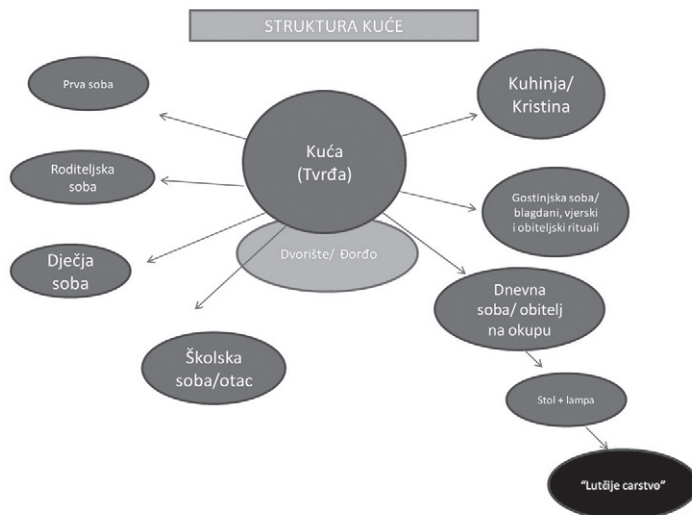 STRUKTURA KUĆE
Prva soba
Kuhinja/
Kristina
Kuća
(Tvrđa)
Roditeljska
soba
Gostinjska soba/
blagdani, vjerski
i obiteljski rituali
Dječja
soba
Dvorište/ Đorđo
Dnevna
soba/ obitelj
na okupu
Školska
soba/otac
Stol + lampa
"Lutčije carstvo"